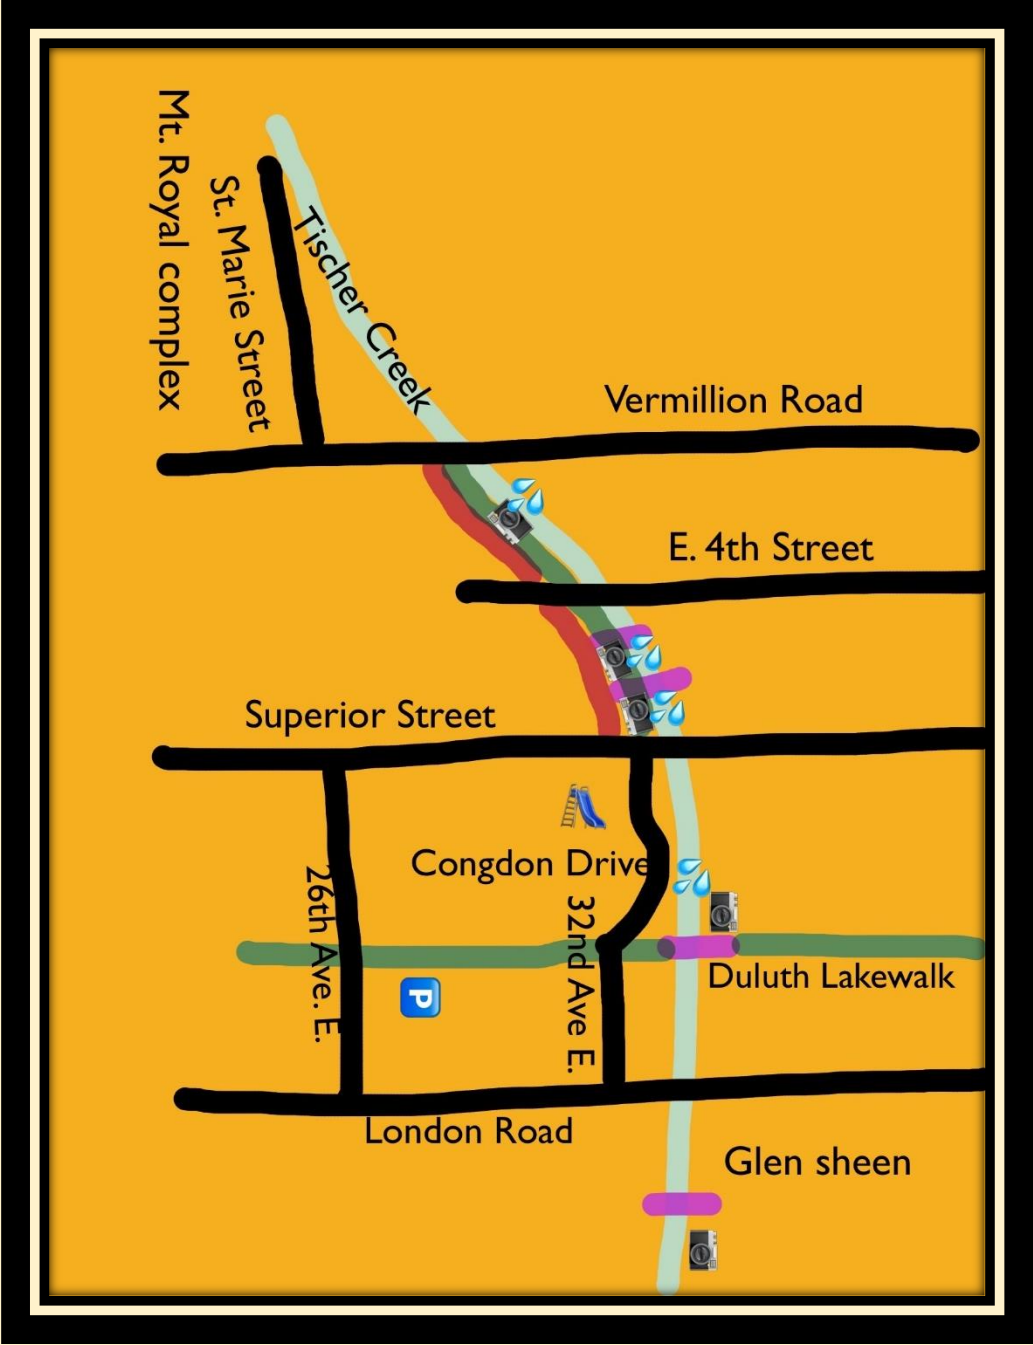 Mt. Royal complex
St. Marie Street
Tischer Creek
Vermillion Road
E. 4th Street
Superior Street
Congdon Drive
26th Ave. E.
32nd Ave E.
Duluth Lakewalk
P
London Road
Glen sheen